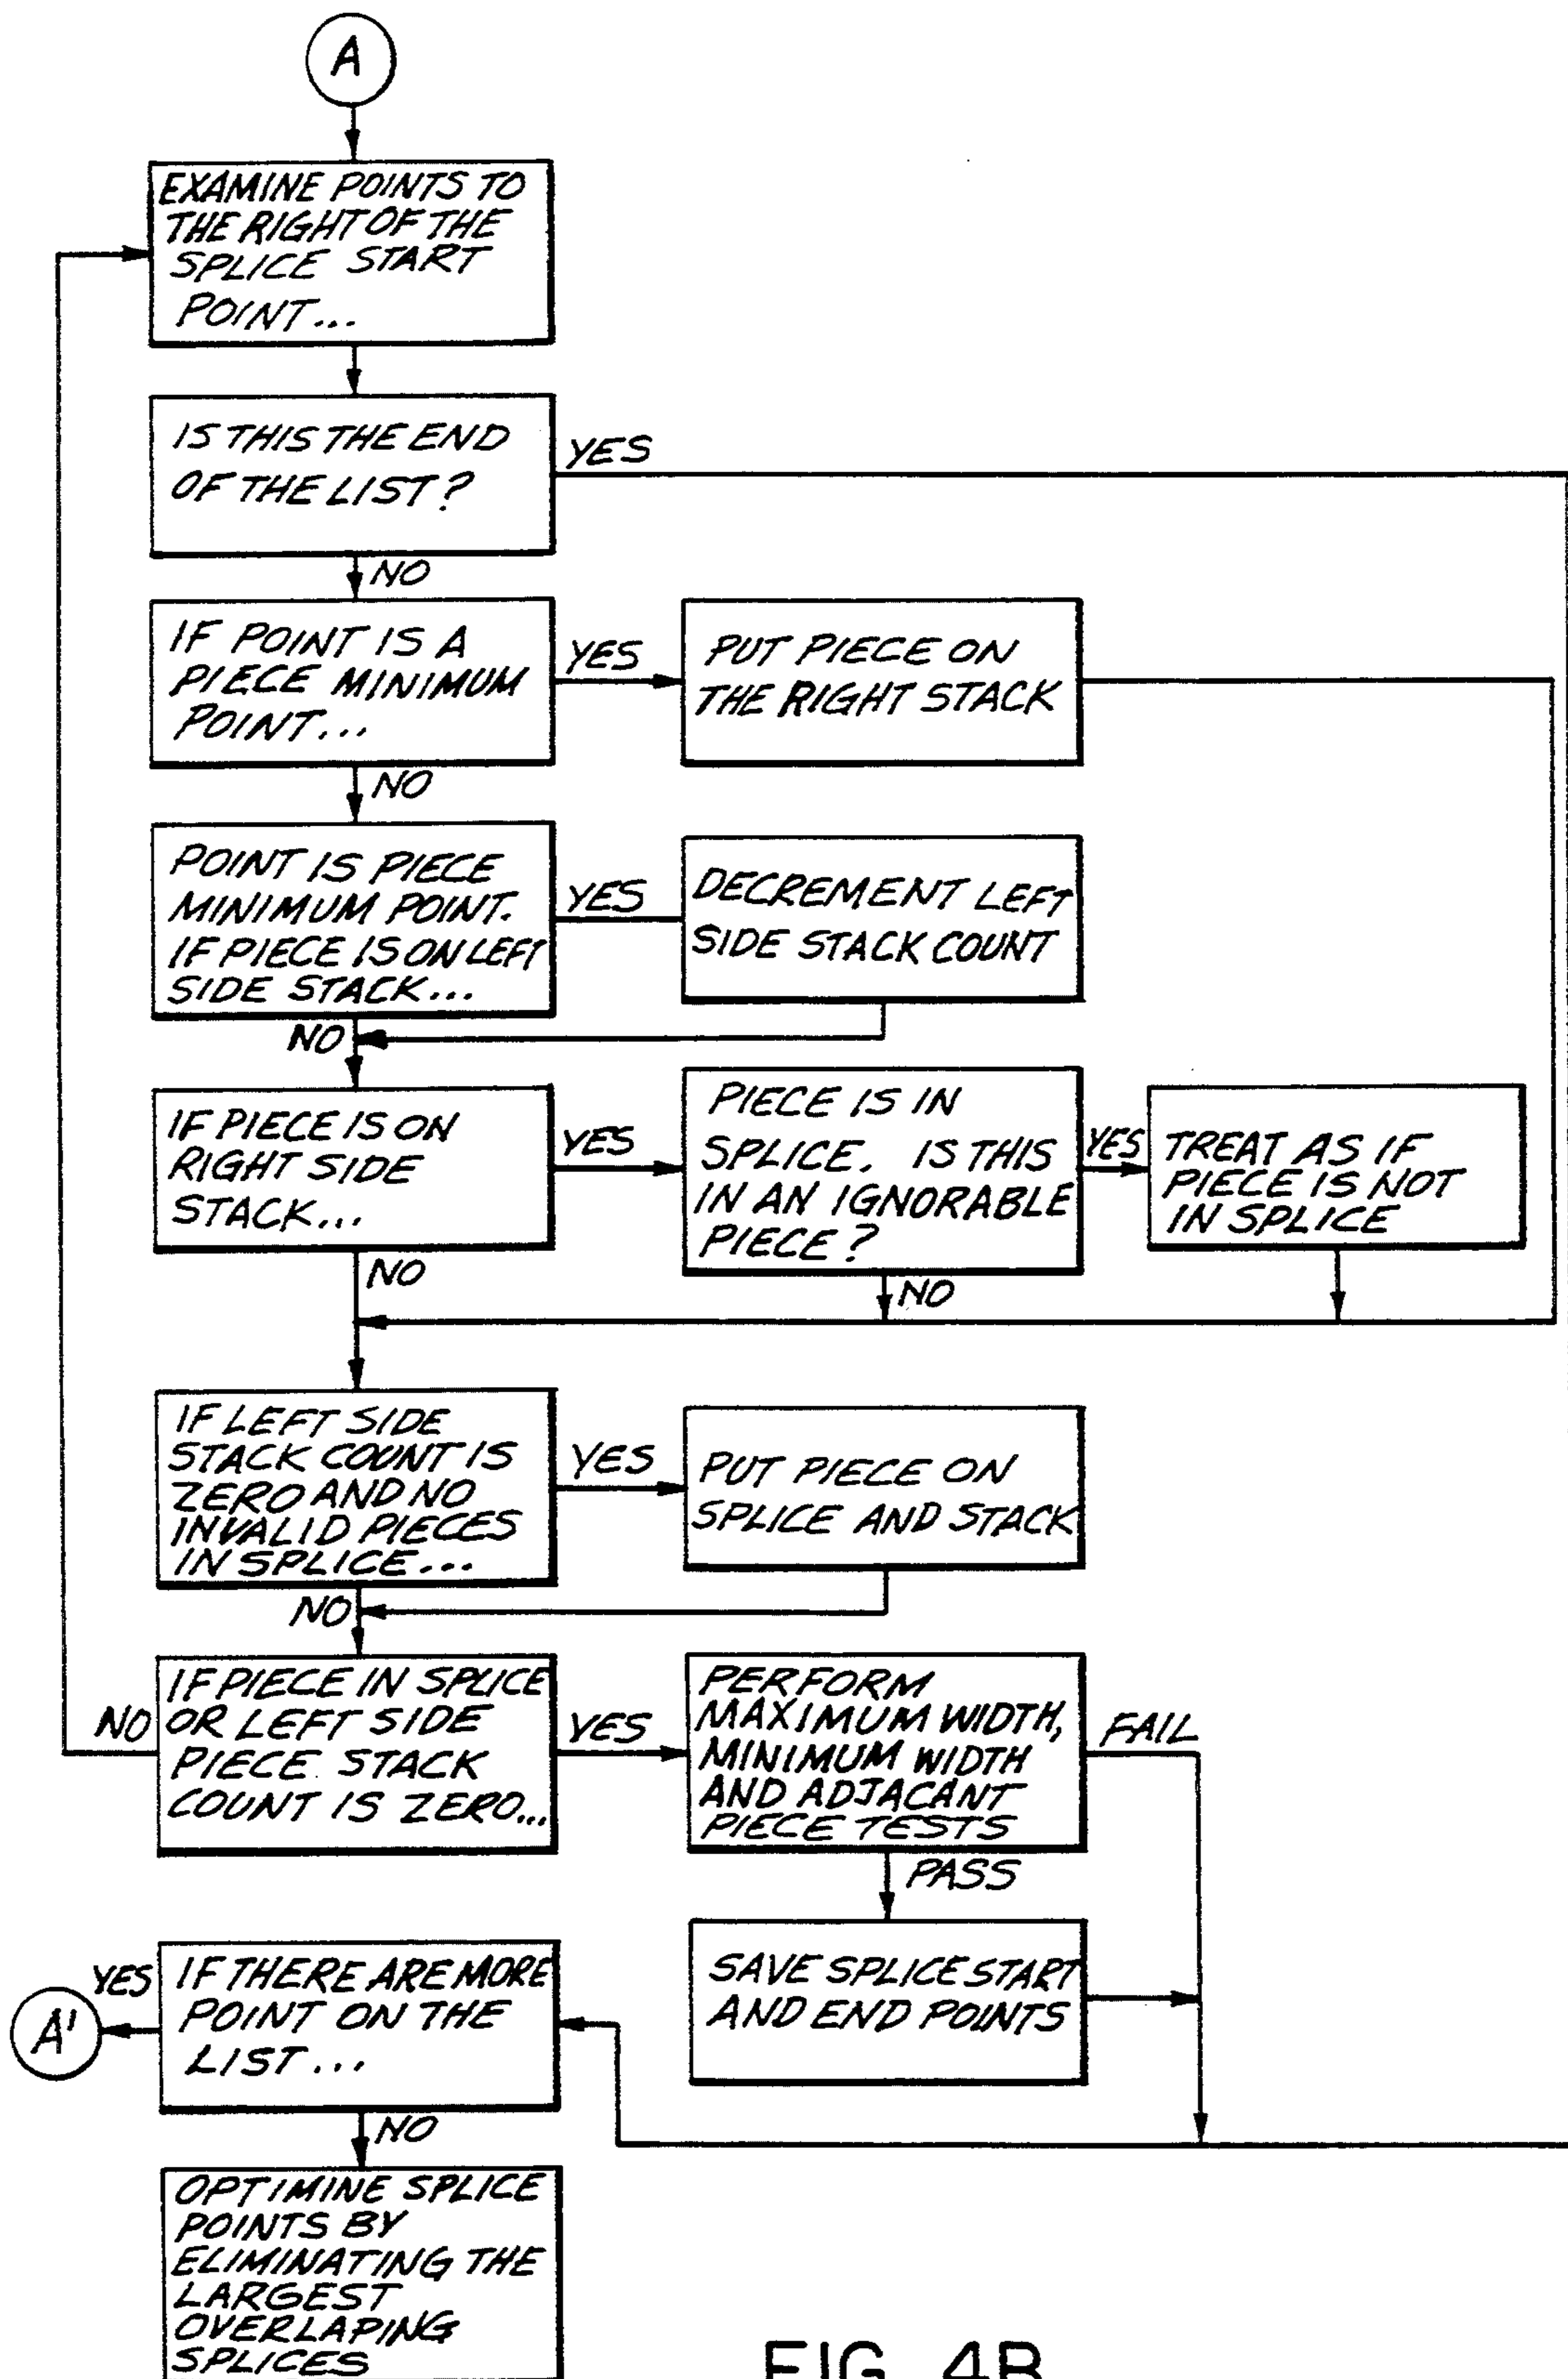 A
EXAMINE POINTS TO
THE RIGHT OF THE
SPLICE START
POINT...
IS THIS THE END
OF THE LIST?
YES
NO
IF POINT IS A
PIECE MINIMUM
POINT...
YES
PUT PIECE ON
THE RIGHT STACK
NO
POINT IS PIECE
MINIMUM POINT.
IF PIECE IS ON LEFT
SIDE STACK...
YES
DECREMENT LEFT
SIDE STACK COUNT
NO
IF PIECE IS ON
RIGHT SIDE
STACK...
YES
PIECE IS IN
SPLICE. IS THIS
IN AN IGNORABLE
PIECE?
YES
TREAT AS IF
PIECE IS NOT
IN SPLICE
NO
NO
IF LEFT SIDE
STACK COUNT IS
ZERO AND NO
INVALID PIECES
IN SPLICE...
YES
PUT PIECE ON
SPLICE AND STACK
NO
IF PIECE IN SPLICE
OR LEFT SIDE
PIECE STACK
COUNT IS ZERO...
NO
YES
PERFORM
MAXIMUM WIDTH,
MINIMUM WIDTH
AND ADJACANT
PIECE TESTS
FAIL
PASS
SAVE SPLICE START
AND END POINTS
IF THERE ARE MORE
POINT ON THE
LIST...
YES
A'
NO
OPTIMINE SPLICE
POINTS BY
ELIMINATING THE
LARGEST
OVERLAPING
SPLICES
FIG. 4B